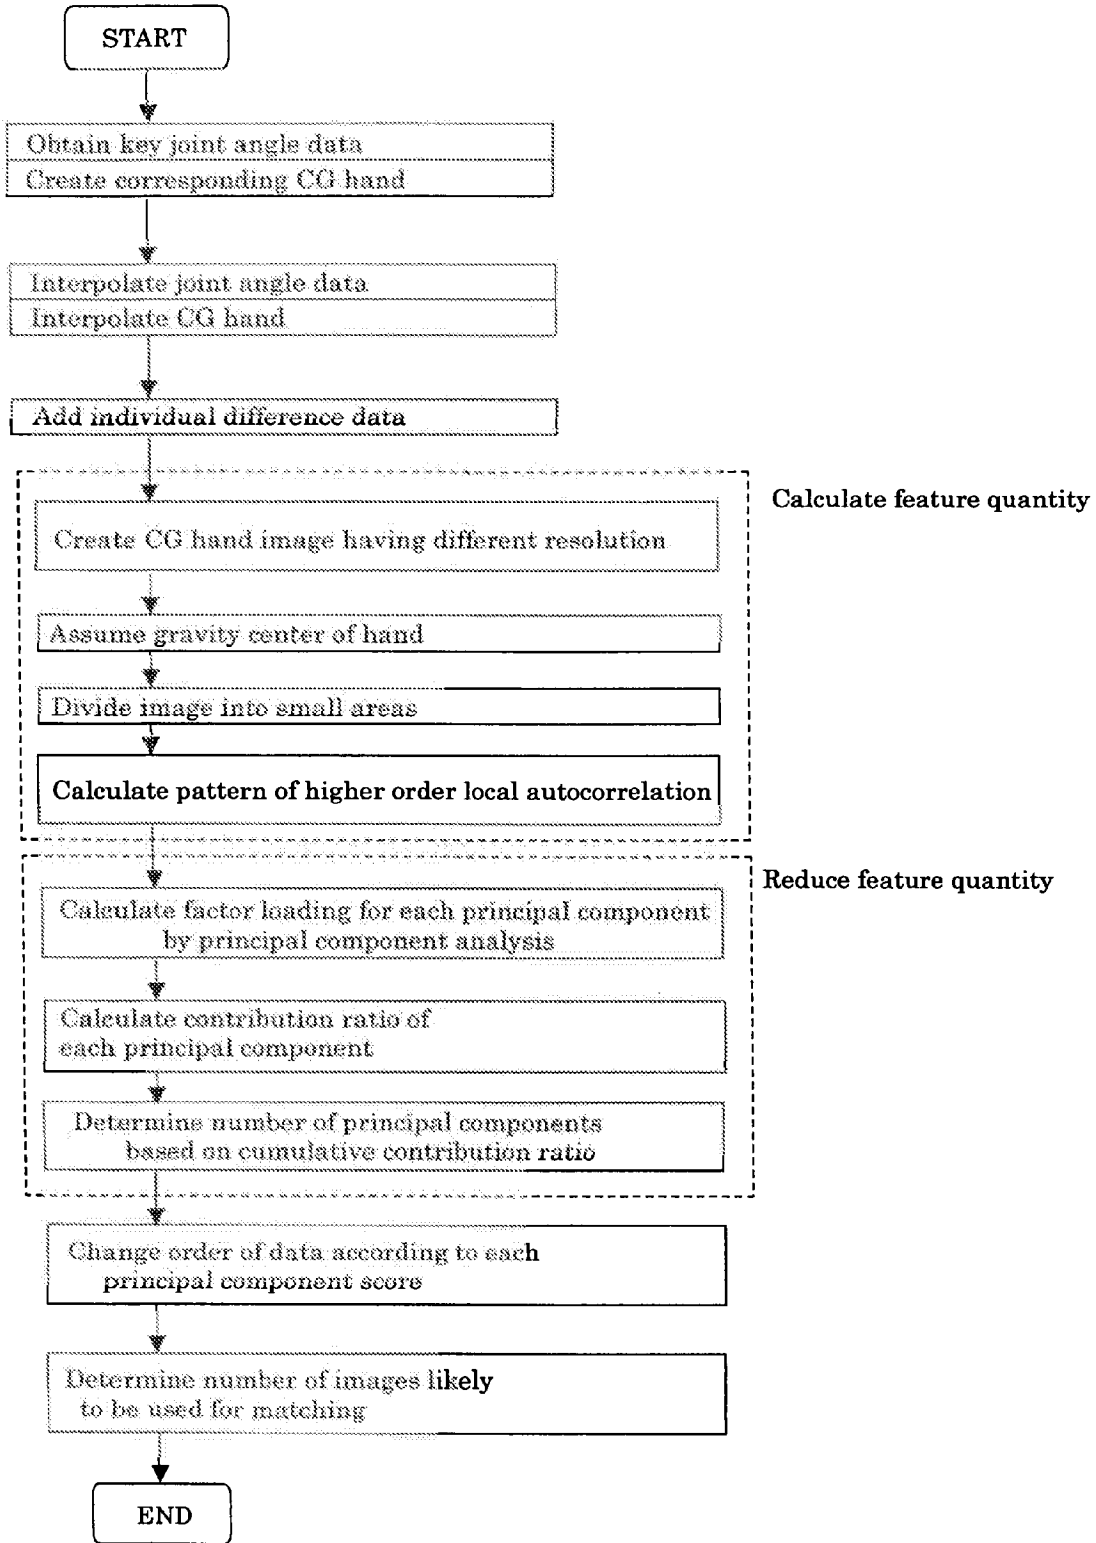 START
Obtain key joint angle data
Create corresponding CG hand
Interpolate joint angle data
Interpolate CG hand
Add individual difference data
Calculate feature quantity
Create CG hand image having different resolution
Assume gravity center of hand
Divide image into small areas
Calculate pattern of higher order local autocorrelation
Reduce feature quantity
Calculate factor loading for each principal component
by principal component analysis
Calculate contribution ratio of
each principal component
Determine number of principal components
based on cumulative contribution ratio
Change order of data according to each
principal component score
Determine number of images likely
to be used for matching
END